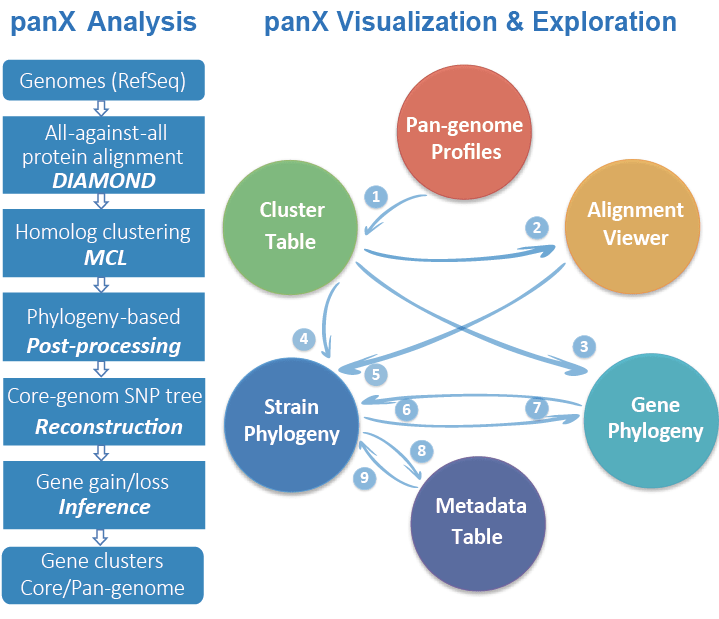 panX Analysis
Genomes (RefSeq)
All-against-all
protein alignment
DIAMOND
Homolog clustering
MCL
Phylogeny-based
Post-processing
Core-genom SNP tree
Reconstruction
Gene gain/loss
Inference
Gene clusters
Core/Pan-genome
panX Visualization & Exploration
Pan-genome
Profiles
1
Cluster
Table
2
Alignment
Viewer
4
3
5
Strain
Phylogeny
6
7
Gene
Phylogeny
8
9
Metadata
Table